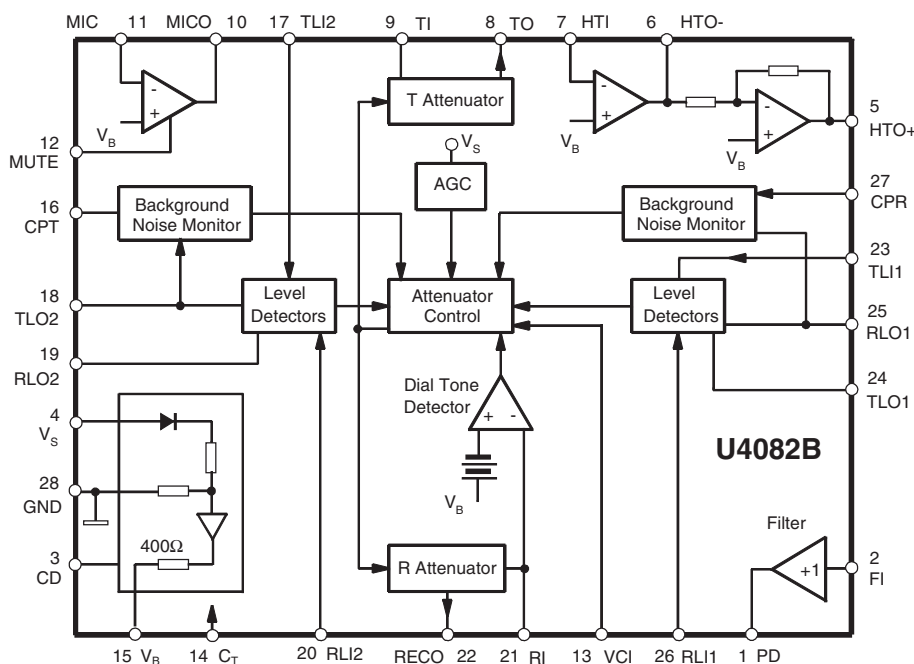 MIC 11 MICO 10 17 TLI2 9 TI 8 TO 7 HTI 6 HTO-
- + V_B
T Attenuator
- + V_B
- + V_B
5 HTO+
12 MUTE
V_S
AGC
16 CPT
Background Noise Monitor
Background Noise Monitor
27 CPR
23 TLI1
18 TLO2
Level Detectors
Attenuator Control
Level Detectors
25 RLO1
19 RLO2
Dial Tone Detector
+ -
24 TLO1
4 V_S
U4082B
28 GND
V_B
Filter
400Ω
3 CD
R Attenuator
+1
2 FI
15 V_B 14 C_T 20 RLI2 RECO 22 21 RI 13 VCI 26 RLI1 1 PD